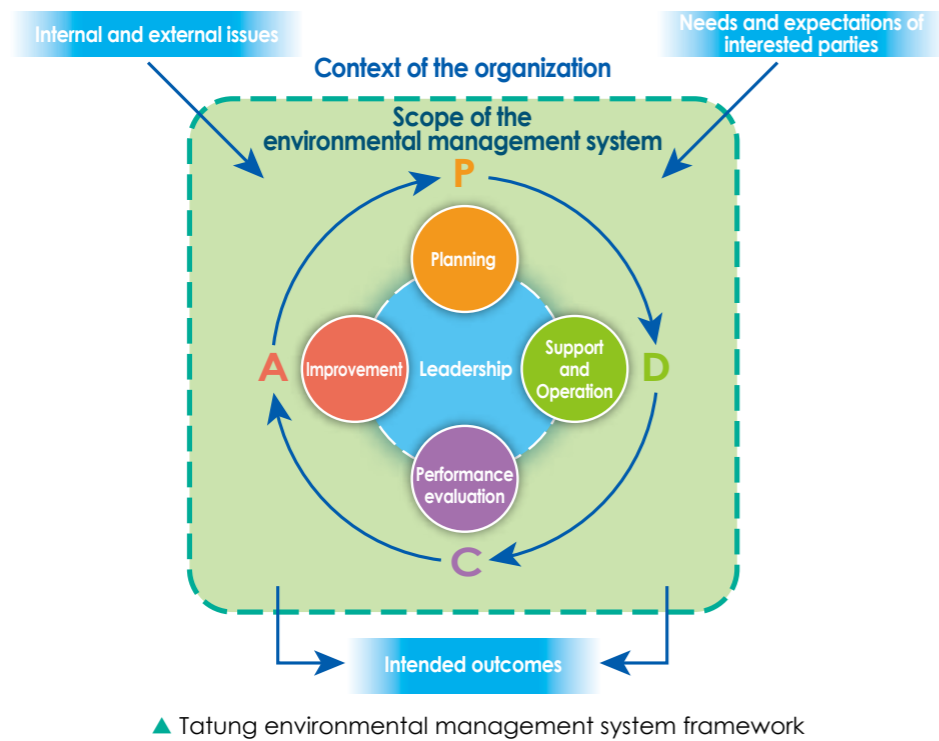 Internal and external issues
Needs and expectations of
interested parties
Context of the organization
Scope of the
environmental management system
P
Planning
A
Improvement
Leadership
Support
and
Operation
D
Performance
evaluation
C
Intended outcomes
▲ Tatung environmental management system framework